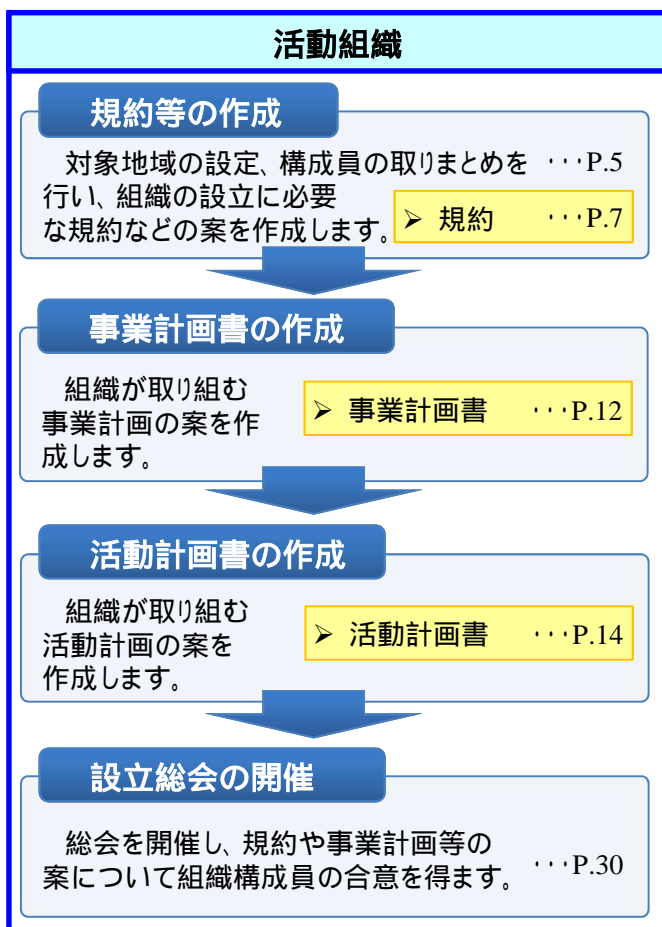 活動組織
規約等の作成
対象地域の設定、構成員の取りまとめを ･･･P.5
行い、組織の設立に必要
な規約などの案を作成します。
➢ 規約 ･･･P.7
事業計画書の作成
組織が取り組む
事業計画の案を作
成します。
➢ 事業計画書 ･･･P.12
活動計画書の作成
組織が取り組む
活動計画の案を
作成します。
➢ 活動計画書 ･･･P.14
設立総会の開催
総会を開催し、規約や事業計画等の
案について組織構成員の合意を得ます。 ･･･P.30